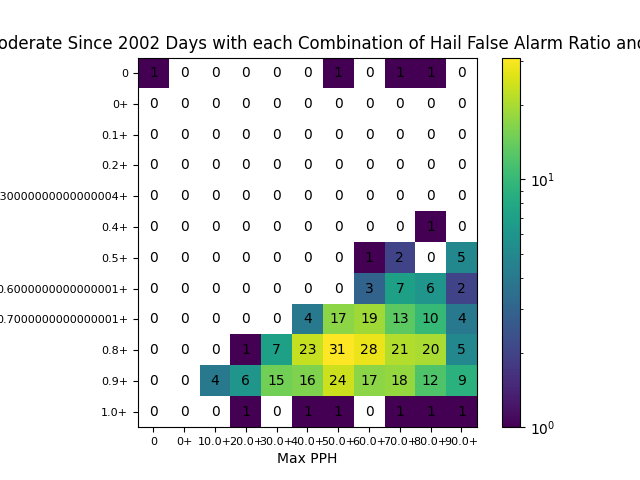 oderate Since 2002 Days with each Combination of Hail False Alarm Ratio an
0 1 0 0 0 0 0 1 0 1 1 0
0+ 0 0 0 0 0 0 0 0 0 0 0
0.1+ 0 0 0 0 0 0 0 0 0 0 0
0.2+ 0 0 0 0 0 0 0 0 0 0 0
30000000000000004+ 0 0 0 0 0 0 0 0 0 0 0
0.4+ 0 0 0 0 0 0 0 0 0 1 0
0.5+ 0 0 0 0 0 0 0 1 2 0 5
0.6000000000000001+ 0 0 0 0 0 0 0 3 7 6 2
0.7000000000000001+ 0 0 0 0 0 4 17 19 13 10 4
0.8+ 0 0 0 1 7 23 31 28 21 20 5
0.9+ 0 0 4 6 15 16 24 17 18 12 9
1.0+ 0 0 0 1 0 1 1 0 1 1 1
0 0+ 10.0+ 20.0+ 30.0+ 40.0+ 50.0+ 60.0+ 70.0+ 80.0+ 90.0+
Max PPH
10¹
10⁰